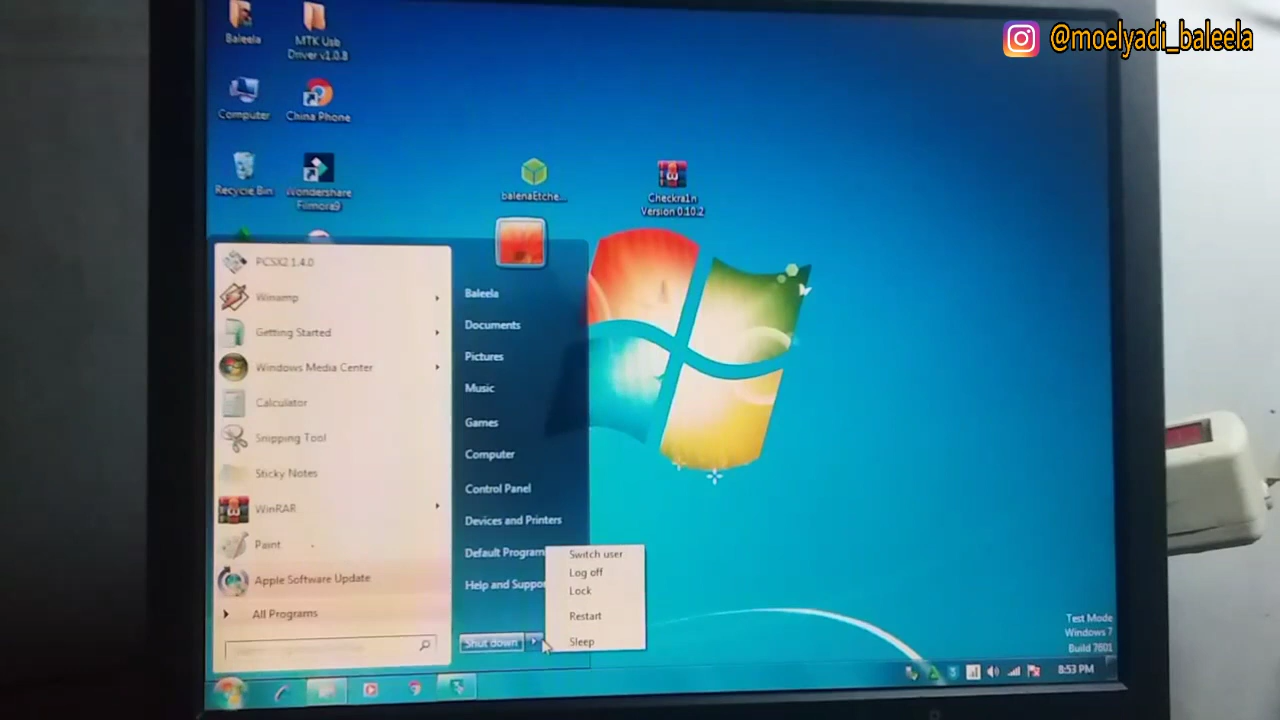 @moelyadi_baleela
Baleela
MTK Usb
Driver v1.0.8
Computer
China Phone
Recycle Bin
Wondershare
Filmora9
balenaEtche...
Checkra1n
Version 0.10.2
PCSX2 1.4.0
Winamp
Getting Started
Windows Media Center
Calculator
Snipping Tool
Sticky Notes
WinRAR
Paint
Apple Software Update
All Programs
Baleela
Documents
Pictures
Music
Games
Computer
Control Panel
Devices and Printers
Default Program
Help and Suppo
Shut down
Switch user
Log off
Lock
Restart
Sleep
Test Mode
Windows 7
Build 7601
8:53 PM